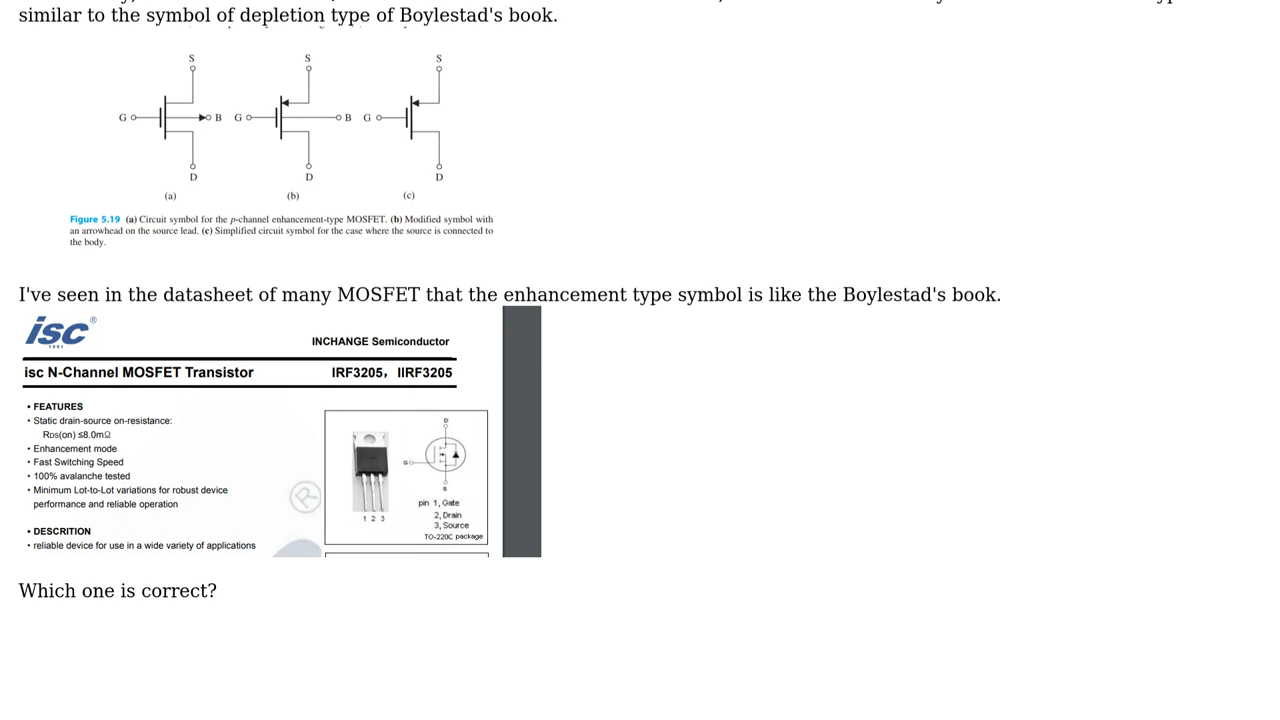 similar to the symbol of depletion type of Boylestad's book.
S S S
G B G B G
D D D
(a) (b) (c)
Figure 5.19 (a) Circuit symbol for the p-channel enhancement-type MOSFET. (b) Modified symbol with
an arrowhead on the source lead. (c) Simplified circuit symbol for the case where the source is connected to
the body.
I've seen in the datasheet of many MOSFET that the enhancement type symbol is like the Boylestad's book.
isc®
INCHANGE Semiconductor
isc N-Channel MOSFET Transistor
IRF3205, IIRF3205
• FEATURES
• Static drain-source on-resistance:
RDS(on) ≤8.0mΩ
• Enhancement mode
• Fast Switching Speed
• 100% avalanche tested
• Minimum Lot-to-Lot variations for robust device
performance and reliable operation
• DESCRITION
• reliable device for use in a wide variety of applications
D
G
S
1 2 3
pin 1, Gate
2, Drain
3, Source
TO-220C package
R
Which one is correct?